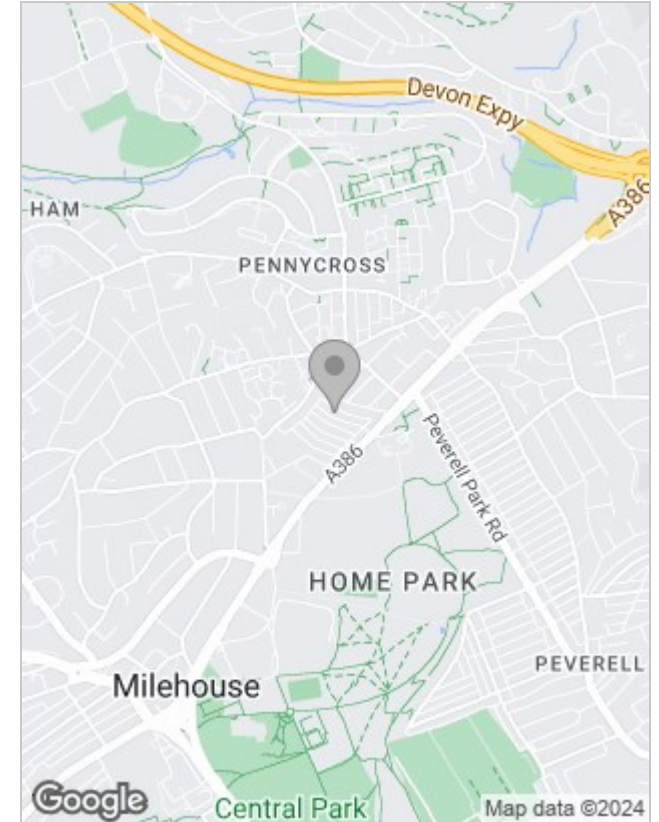 Devon Expy
A386
HAM
PENNYCROSS
A386
Peverell Park Rd
HOME PARK
PEVERELL
Milehouse
Google
Central Park
Map data ©2024